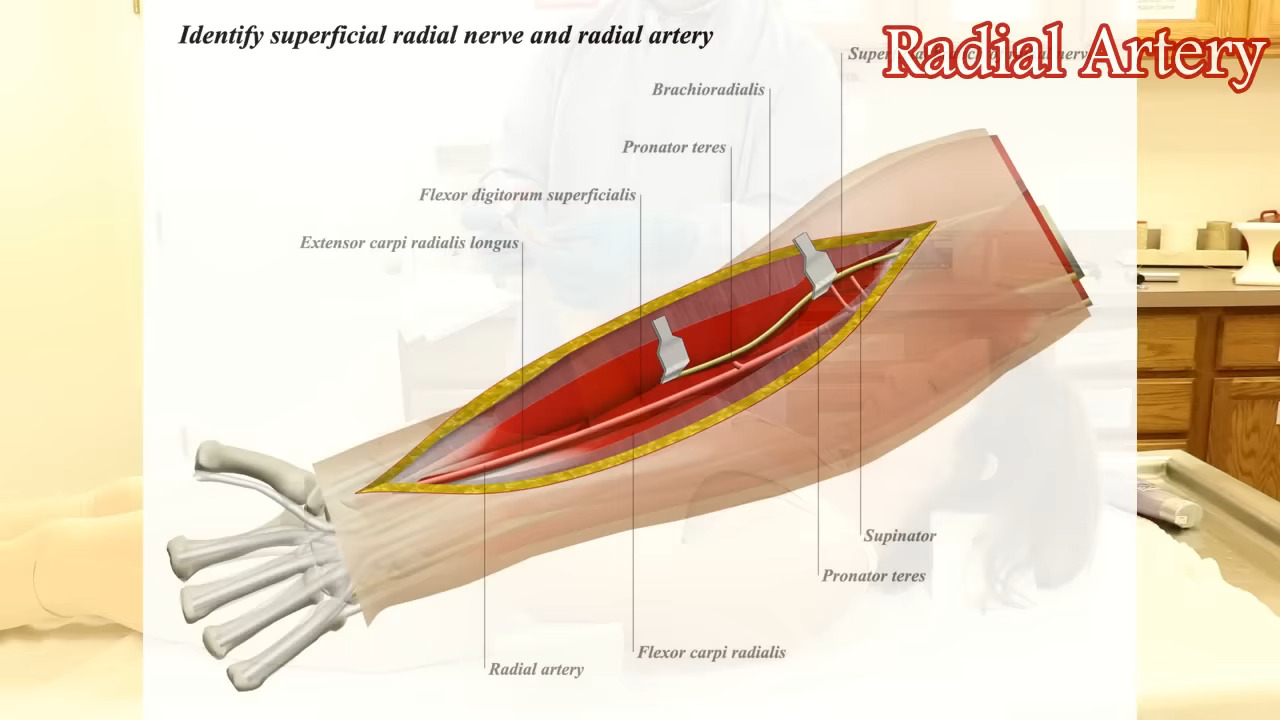 Identify superficial radial nerve and radial artery
Radial Artery
Brachioradialis
Pronator teres
Flexor digitorum superficialis
Extensor carpi radialis longus
Supinator
Pronator teres
Flexor carpi radialis
Radial artery